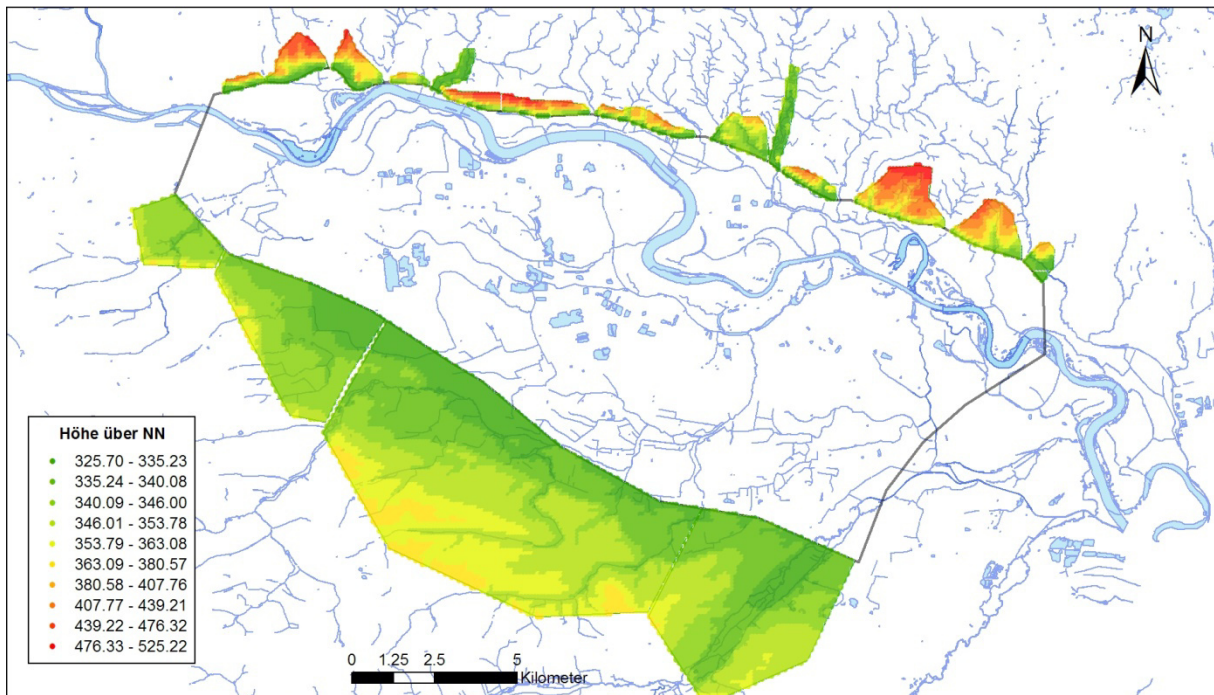 N
Höhe über NN
325.70 - 335.23
335.24 - 340.08
340.09 - 346.00
346.01 - 353.78
353.79 - 363.08
363.09 - 380.57
380.58 - 407.76
407.77 - 439.21
439.22 - 476.32
476.33 - 525.22
0 1.25 2.5 5
Kilometer